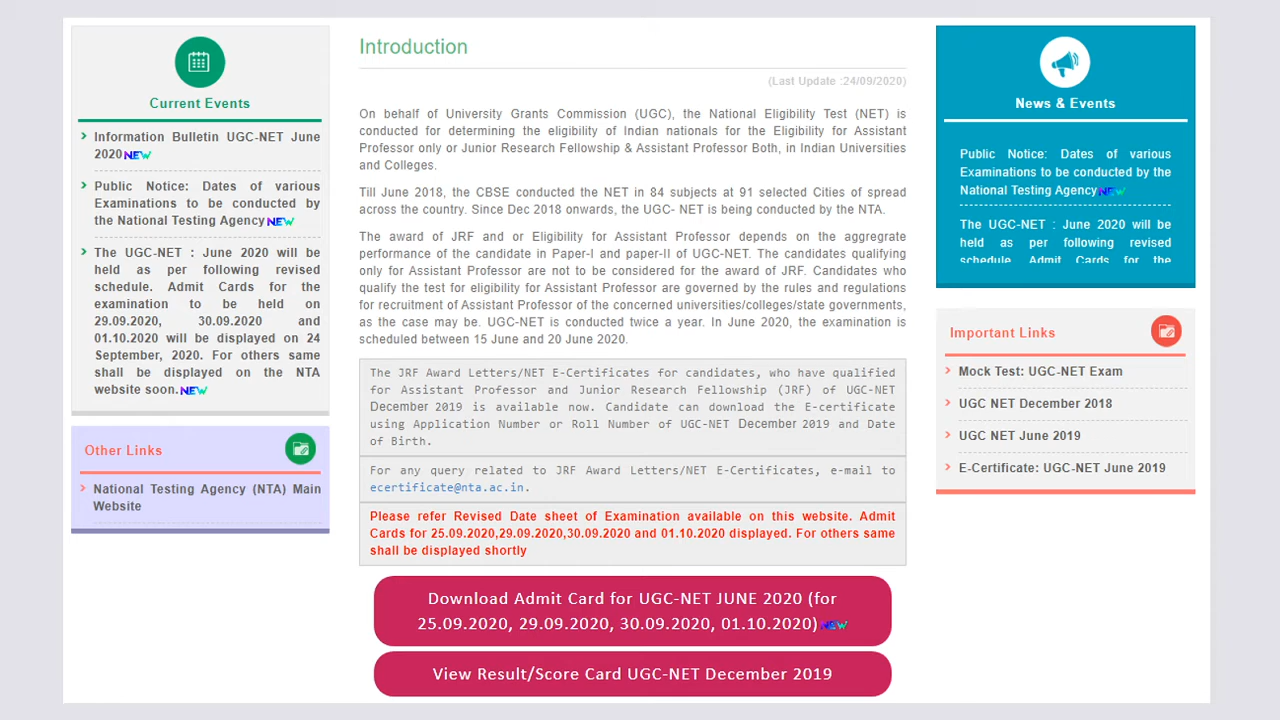 Current Events
Information Bulletin UGC-NET June
2020 NEW
Public Notice: Dates of various
Examinations to be conducted by
the National Testing Agency NEW
The UGC-NET : June 2020 will be
held as per following revised
schedule. Admit Cards for the
examination to be held on
29.09.2020, 30.09.2020 and
01.10.2020 will be displayed on 24
September, 2020. For others same
shall be displayed on the NTA
website soon. NEW
Other Links
National Testing Agency (NTA) Main
Website
Introduction
(Last Update :24/09/2020)
On behalf of University Grants Commission (UGC), the National Eligibility Test (NET) is
conducted for determining the eligibility of Indian nationals for the Eligibility for Assistant
Professor only or Junior Research Fellowship & Assistant Professor Both, in Indian Universities
and Colleges.
Till June 2018, the CBSE conducted the NET in 84 subjects at 91 selected Cities of spread
across the country. Since Dec 2018 onwards, the UGC- NET is being conducted by the NTA.
The award of JRF and or Eligibility for Assistant Professor depends on the aggregrate
performance of the candidate in Paper-I and paper-II of UGC-NET. The candidates qualifying
only for Assistant Professor are not to be considered for the award of JRF. Candidates who
qualify the test for eligibility for Assistant Professor are governed by the rules and regulations
for recruitment of Assistant Professor of the concerned universities/colleges/state governments,
as the case may be. UGC-NET is conducted twice a year. In June 2020, the examination is
scheduled between 15 June and 20 June 2020.
The JRF Award Letters/NET E-Certificates for candidates, who have qualified
for Assistant Professor and Junior Research Fellowship (JRF) of UGC-NET
December 2019 is available now. Candidate can download the E-certificate
using Application Number or Roll Number of UGC-NET December 2019 and Date
of Birth.
For any query related to JRF Award Letters/NET E-Certificates, e-mail to
ecertificate@nta.ac.in.
Please refer Revised Date sheet of Examination available on this website. Admit
Cards for 25.09.2020,29.09.2020,30.09.2020 and 01.10.2020 displayed. For others same
shall be displayed shortly
Download Admit Card for UGC-NET JUNE 2020 (for
25.09.2020, 29.09.2020, 30.09.2020, 01.10.2020) NEW
View Result/Score Card UGC-NET December 2019
News & Events
Public Notice: Dates of various
Examinations to be conducted by the
National Testing Agency NEW
The UGC-NET : June 2020 will be
held as per following revised
schedule. Admit Cards for the
Important Links
Mock Test: UGC-NET Exam
UGC NET December 2018
UGC NET June 2019
E-Certificate: UGC-NET June 2019